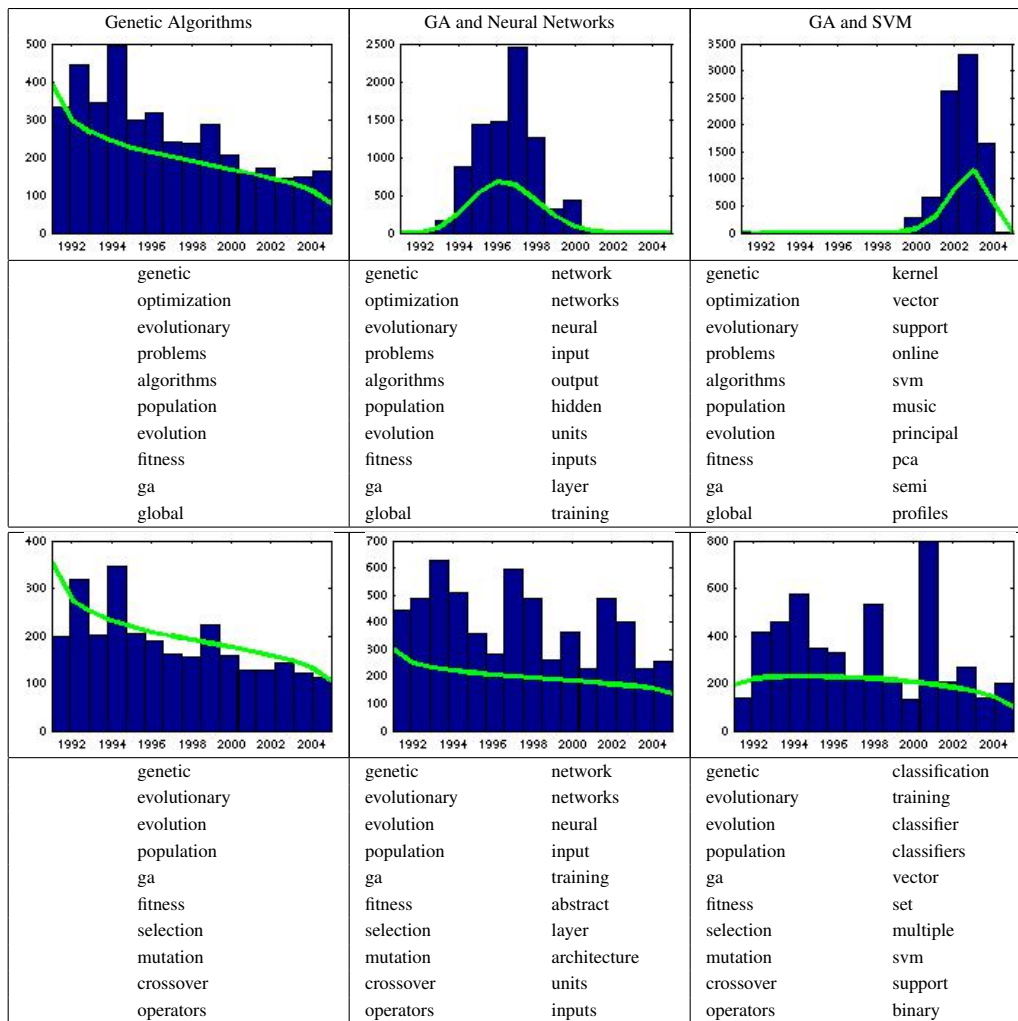 Genetic Algorithms GA and Neural Networks GA and SVM
500 2500 3500
400 2000 3000
300 1500 2500
200 1000 2000
100 500 1500
0 0 1000
500
0
1992 1994 1996 1998 2000 2002 2004 1992 1994 1996 1998 2000 2002 2004 1992 1994 1996 1998 2000 2002 2004
genetic genetic network genetic kernel
optimization optimization networks optimization vector
evolutionary evolutionary neural evolutionary support
problems problems input problems online
algorithms algorithms output algorithms svm
population population hidden population music
evolution evolution units evolution principal
fitness fitness inputs fitness pca
ga ga layer ga semi
global global training global profiles
400 700 800
300 600 600
200 500 400
100 400 200
0 300 0
200
100
0
1992 1994 1996 1998 2000 2002 2004 1992 1994 1996 1998 2000 2002 2004 1992 1994 1996 1998 2000 2002 2004
genetic genetic network genetic classification
evolutionary evolutionary networks evolutionary training
evolution evolution neural evolution classifier
population population input population classifiers
ga ga training ga vector
fitness fitness abstract fitness set
selection selection layer selection multiple
mutation mutation architecture mutation svm
crossover crossover units crossover support
operators operators inputs operators binary